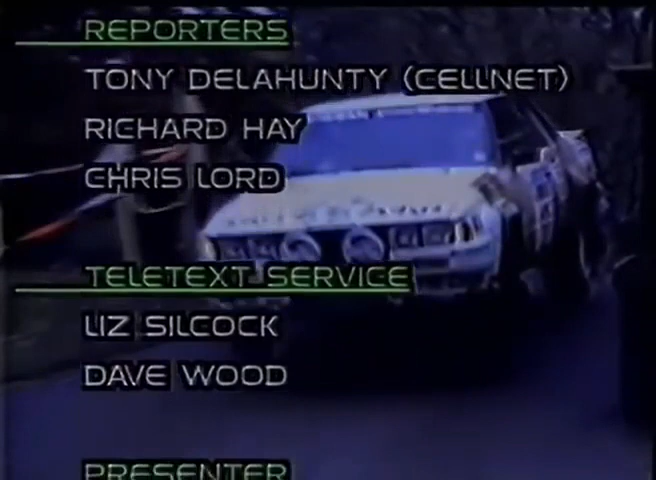 REPORTERS
TONY DELAHUNTY (CELLNET)
RICHARD HAY
CHRIS LORD
TELETEXT SERVICE
LIZ SILCOCK
DAVE WOOD
PRESENTER